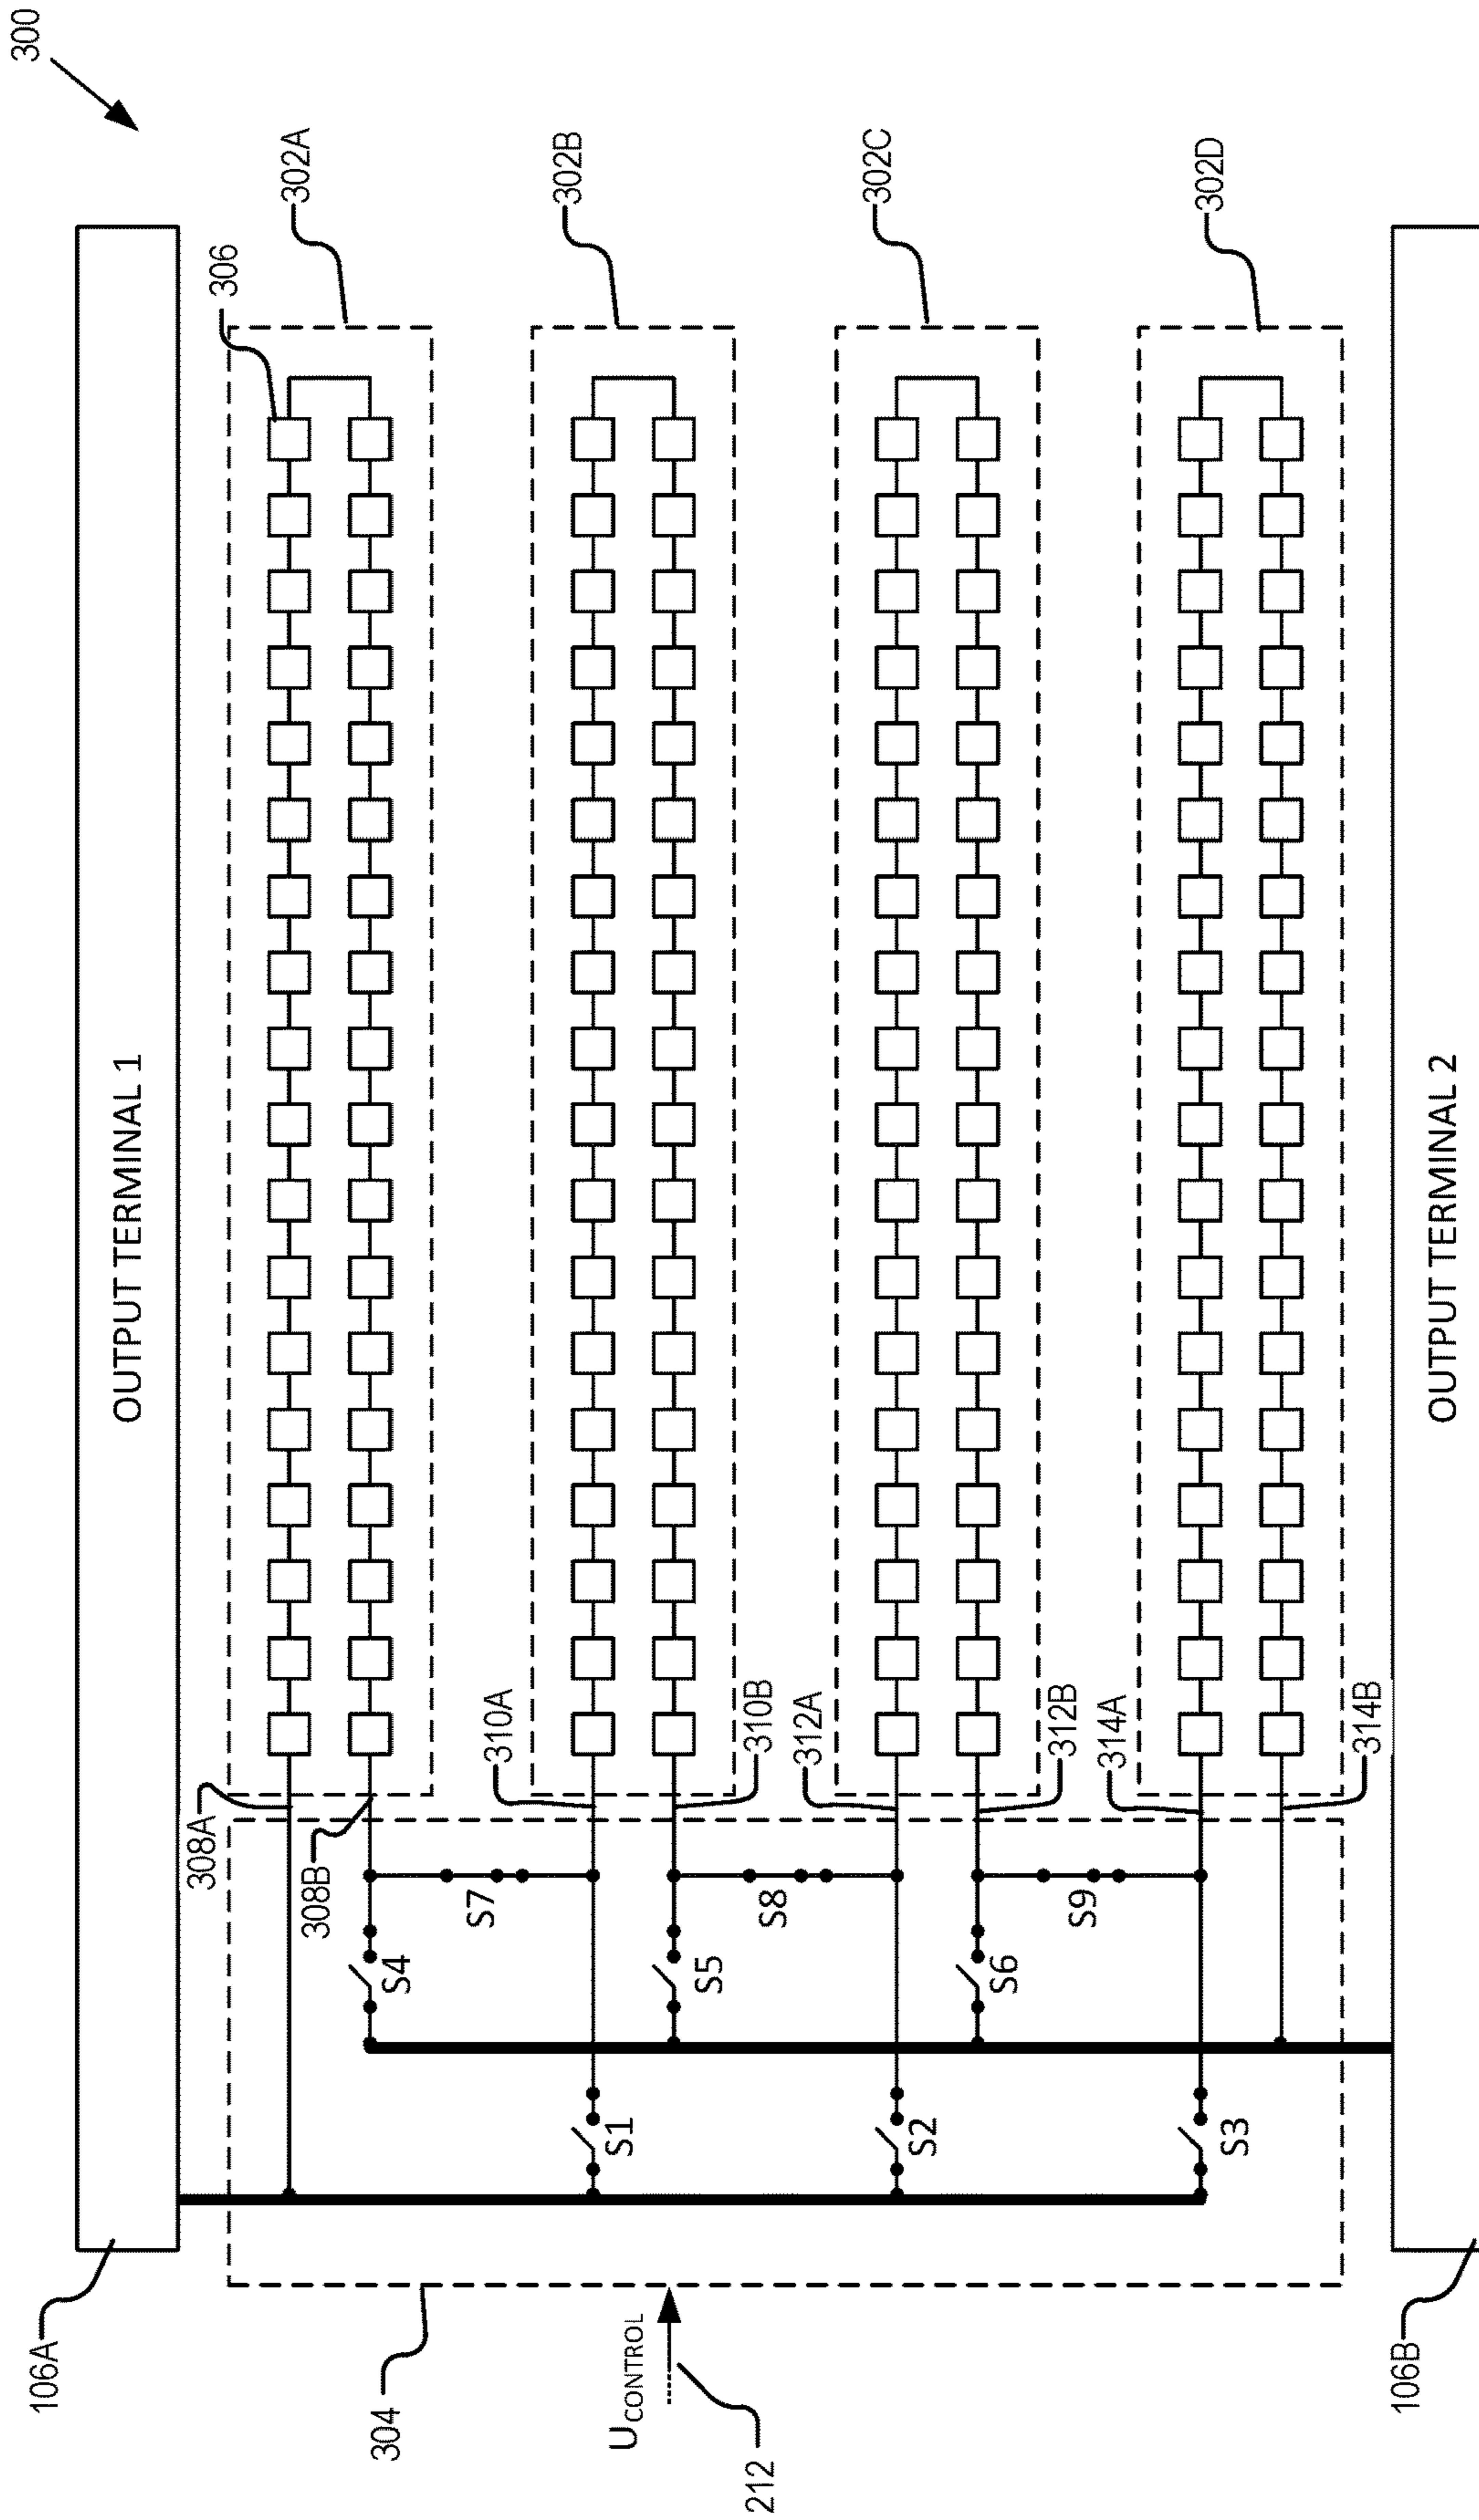 300
302A
302B
302C
302D
306
OUTPUT TERMINAL 1
OUTPUT TERMINAL 2
308A
308B
310A
310B
312A
312B
314A
314B
S7
S8
S9
S4
S5
S6
S1
S2
S3
106A
304
UCONTROL
212
106B